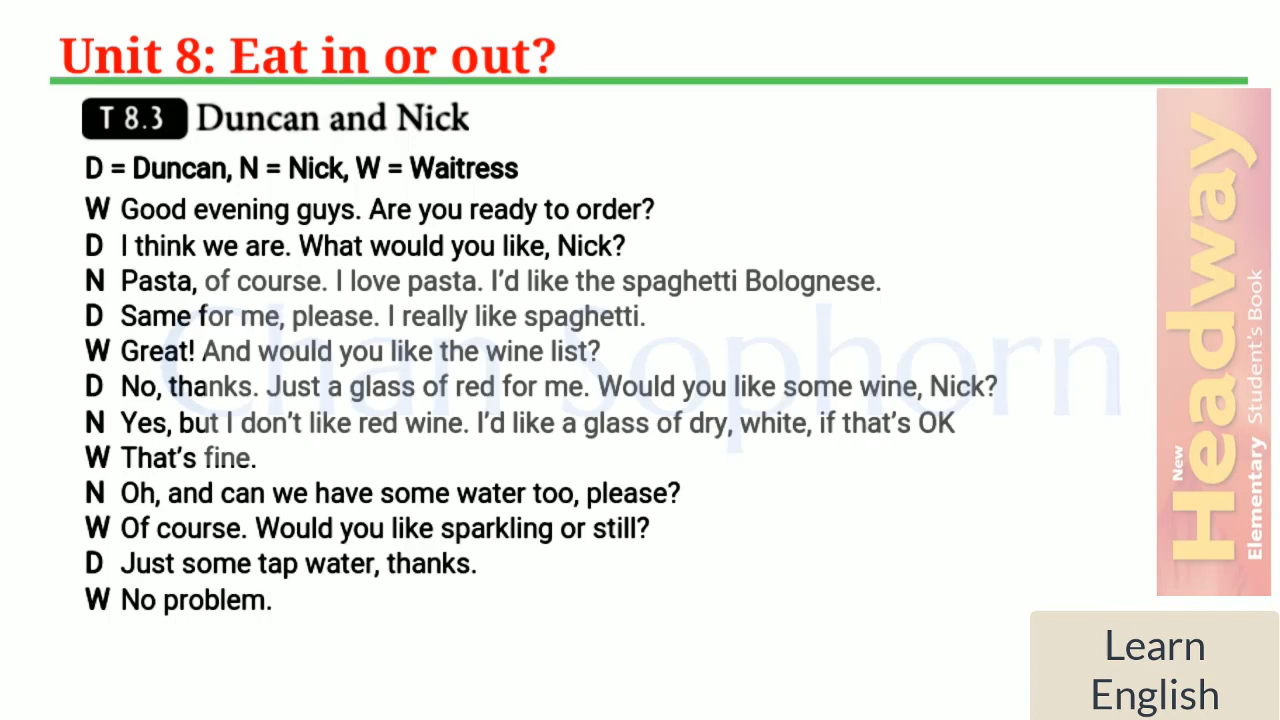 Unit 8: Eat in or out?
T 8.3 Duncan and Nick
D = Duncan, N = Nick, W = Waitress
W Good evening guys. Are you ready to order?
D I think we are. What would you like, Nick?
N Pasta, of course. I love pasta. I'd like the spaghetti Bolognese.
D Same for me, please. I really like spaghetti.
W Great! And would you like the wine list?
D No, thanks. Just a glass of red for me. Would you like some wine, Nick?
N Yes, but I don't like red wine. I'd like a glass of dry, white, if that's OK
W That's fine.
N Oh, and can we have some water too, please?
W Of course. Would you like sparkling or still?
D Just some tap water, thanks.
W No problem.
Chan Sophorn
New Headway
Elementary Student's Book
Learn
English